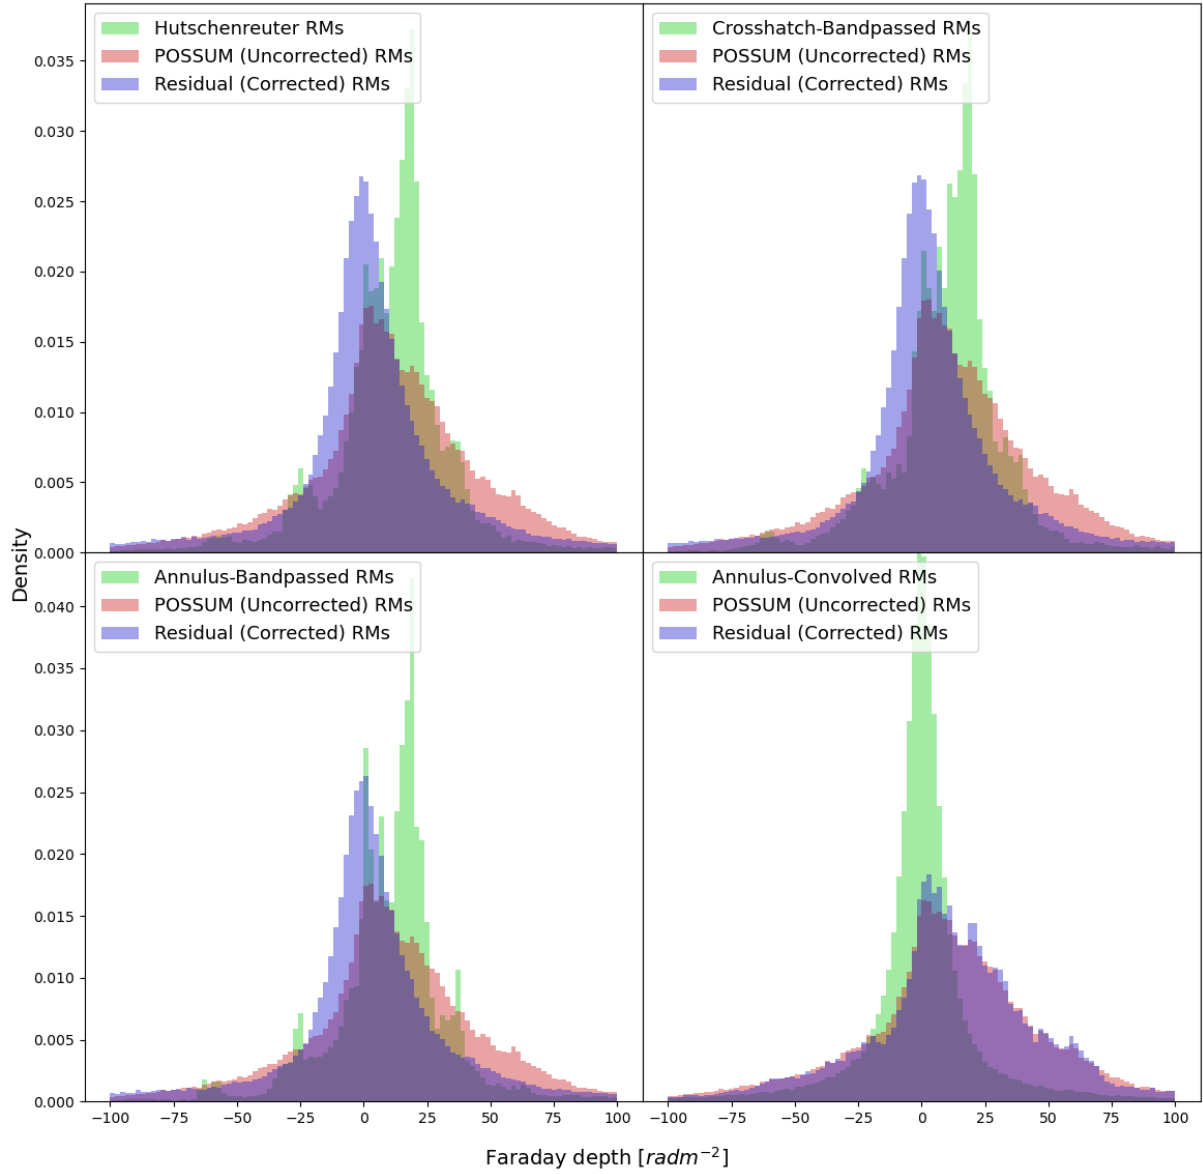 Hutschenreuter RMs
POSSUM (Uncorrected) RMs
Residual (Corrected) RMs
Crosshatch-Bandpassed RMs
POSSUM (Uncorrected) RMs
Residual (Corrected) RMs
0.035
0.030
0.025
0.020
0.015
0.010
0.005
0.000
Annulus-Bandpassed RMs
POSSUM (Uncorrected) RMs
Residual (Corrected) RMs
Annulus-Convolved RMs
POSSUM (Uncorrected) RMs
Residual (Corrected) RMs
Density
0.040
0.035
0.030
0.025
0.020
0.015
0.010
0.005
0.000
−100 −75 −50 −25 0 25 50 75 100
−100 −75 −50 −25 0 25 50 75 100
Faraday depth [radm⁻²]